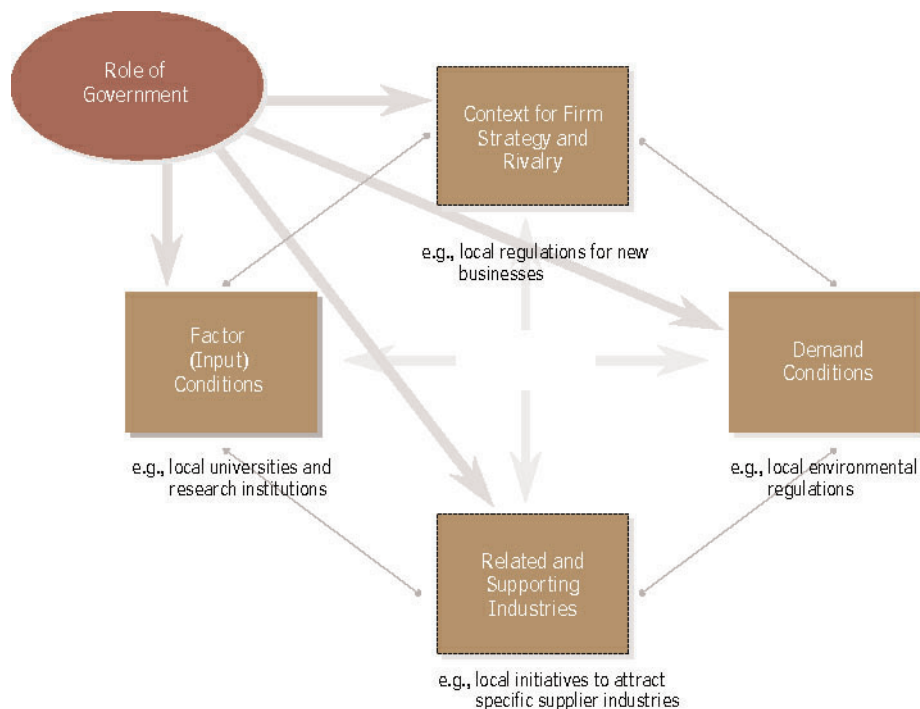 Role of
Government
Context for Firm
Strategy and
Rivalry
e.g., local regulations for new
businesses
Factor
(Input)
Conditions
e.g., local universities and
research institutions
Demand
Conditions
e.g., local environmental
regulations
Related and
Supporting
Industries
e.g., local initiatives to attract
specific supplier industries